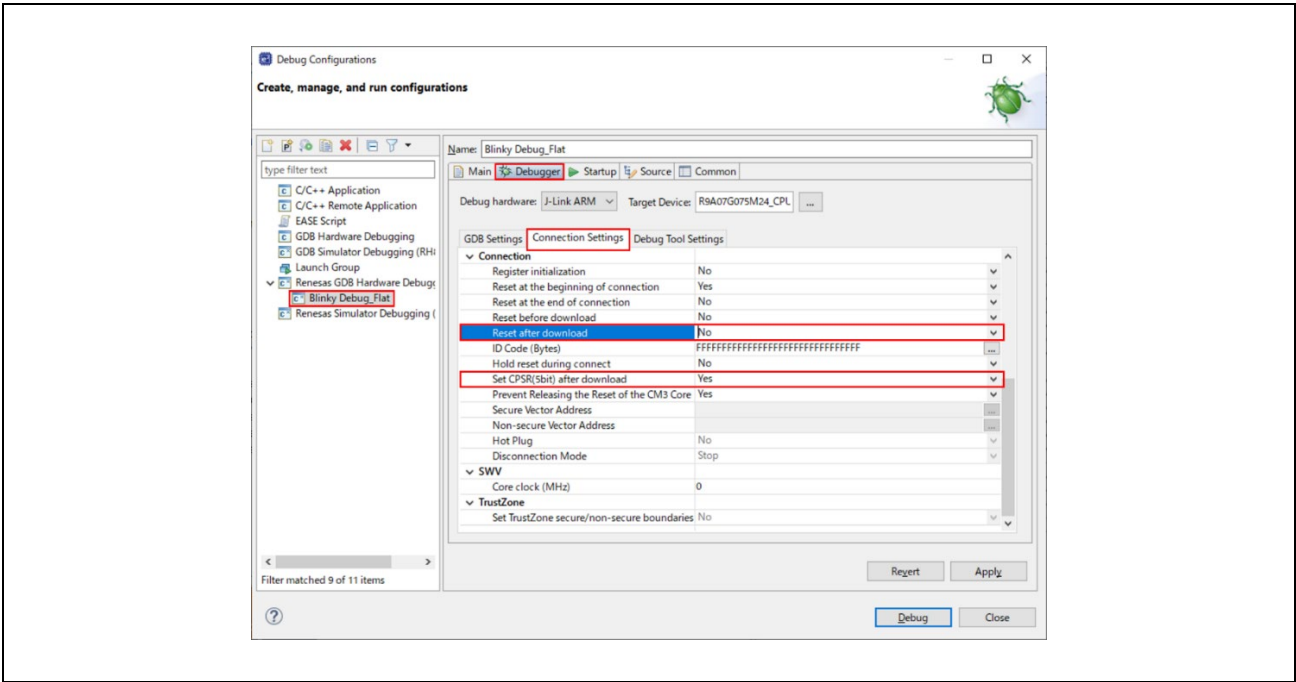 Debug Configurations
Create, manage, and run configurations
type filter text
C/C++ Application
C/C++ Remote Application
EASE Script
GDB Hardware Debugging
GDB Simulator Debugging (RH
Launch Group
Renesas GDB Hardware Debug
Blinky Debug_Flat
Renesas Simulator Debugging (
Filter matched 9 of 11 items
Name: Blinky Debug_Flat
Main Debugger Startup Source Common
Debug hardware: J-Link ARM Target Device: R9A07G075M24_CPU ...
GDB Settings Connection Settings Debug Tool Settings
Connection
Register initialization No
Reset at the beginning of connection Yes
Reset at the end of connection No
Reset before download No
Reset after download No
ID Code (Bytes) FFFFFFFFFFFFFFFFFFFFFFFFFFFFFFFF ...
Hold reset during connect No
Set CPSR(5bit) after download Yes
Prevent Releasing the Reset of the CM3 Core Yes
Secure Vector Address ...
Non-secure Vector Address ...
Hot Plug No
Disconnection Mode Stop
SWV
Core clock (MHz) 0
TrustZone
Set TrustZone secure/non-secure boundaries No
Revert Apply
Debug Close